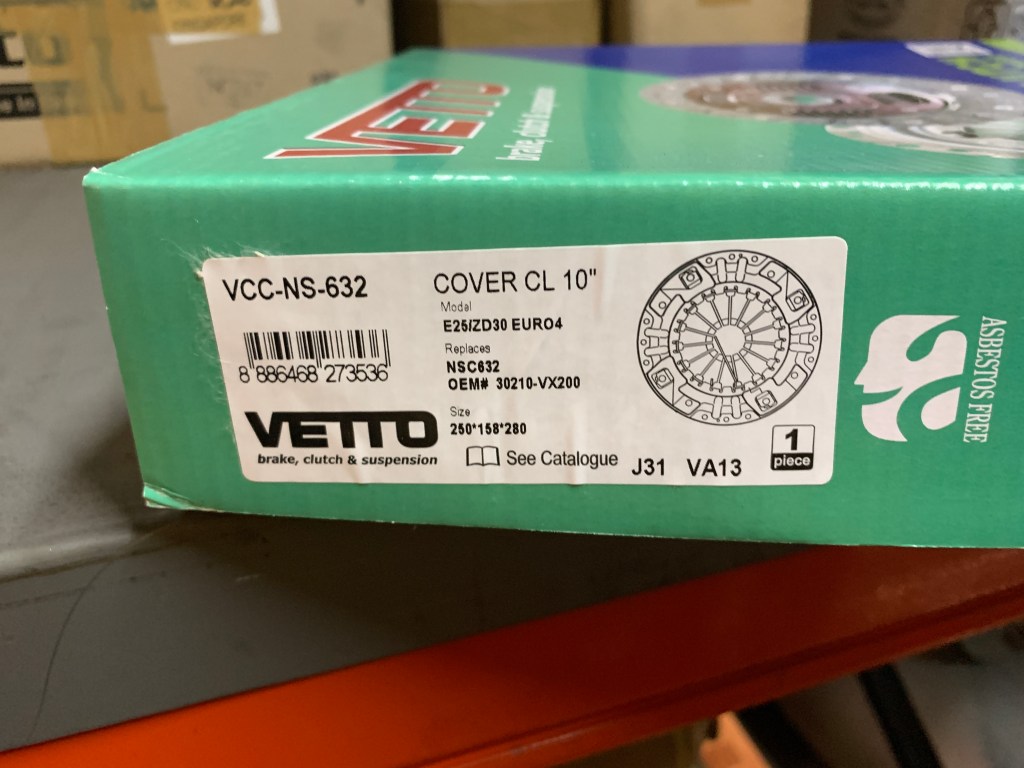 VETTO
brake, clutch & suspension
VCC-NS-632
COVER CL 10"
Model
E25/ZD30 EURO4
Replaces
NSC632
OEM# 30210-VX200
Size
250*158*280
8 886468 273536
VETTO
brake, clutch & suspension
See Catalogue
J31 VA13
1
piece
ASBESTOS FREE